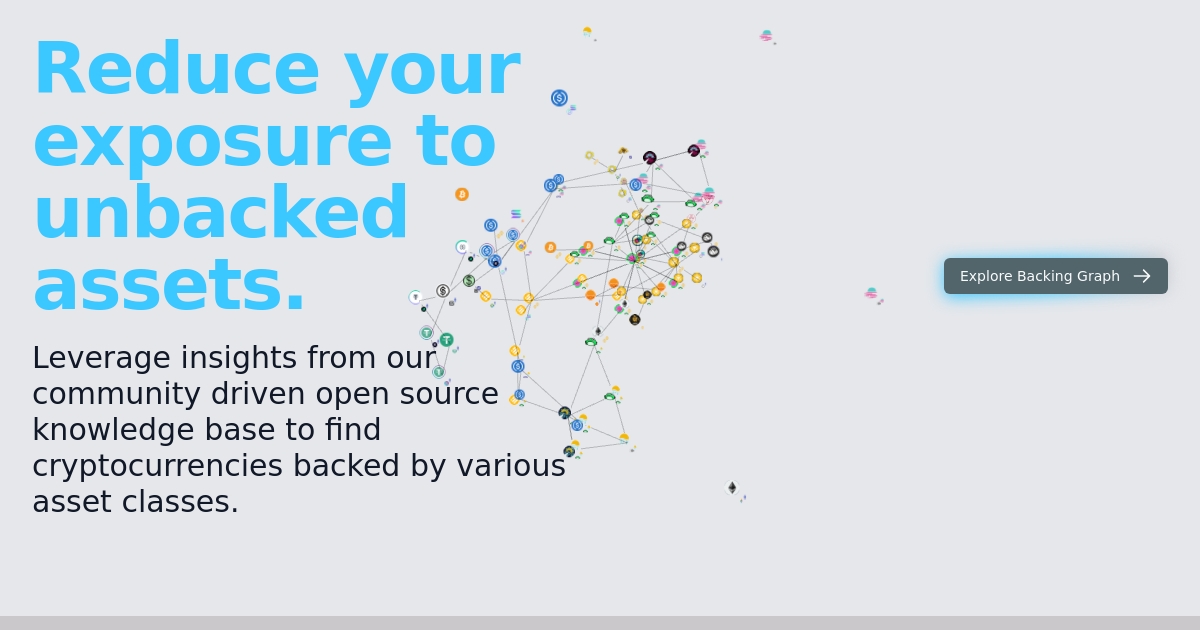 Reduce your
exposure to
unbacked
assets.
Leverage insights from our
community driven open source
knowledge base to find
cryptocurrencies backed by various
asset classes.
Explore Backing Graph